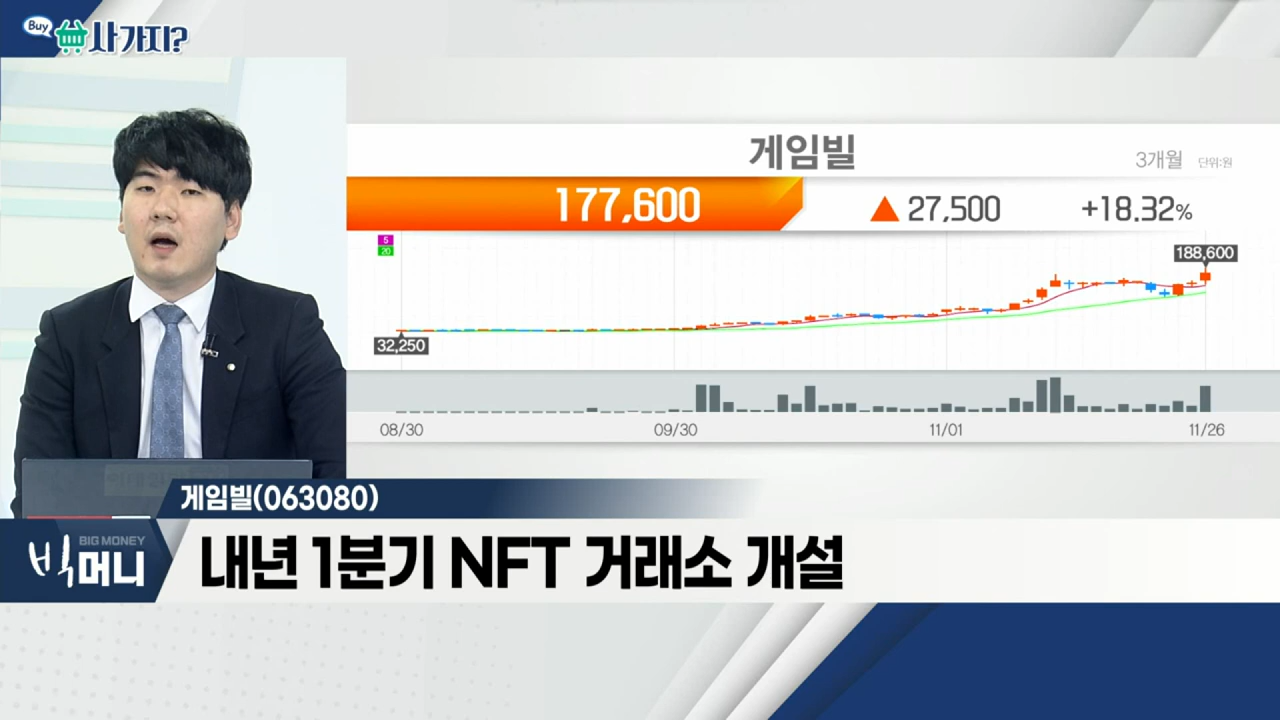 Buy 사가지?
게임빌
3개월 단위:원
177,600 ▲ 27,500 +18.32%
5
20
188,600
32,250
08/30 09/30 11/01 11/26
게임빌(063080)
BIG MONEY
빅머니
내년 1분기 NFT 거래소 개설